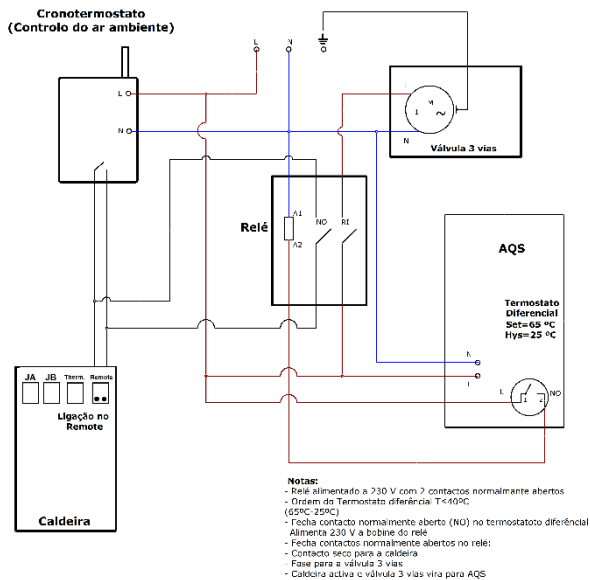 Cronotermostato
(Controlo do ar ambiente)
L
N
L
N
M
1
N
Válvula 3 vias
Relé
A1
A2
NO
RI
AQS
Termostato
Diferencial
Set=65 ºC
Hys=25 ºC
N
L
L
1
2
NO
JA
JB
Therm.
Remote
Ligação no
Remote
Caldeira
Notas:
- Relé alimentado a 230 V com 2 contactos normalmente abertos
- Ordem do Termostato diferêncial T≤40ºC
(65ºC-25ºC)
- Fecha contacto normalmente aberto (NO) no termostatoto diferêncial
Alimenta 230 V a bobine do relé
- Fecha contactos normalmente abertos no relé:
- Contacto seco para a caldeira
- Fase para a válvula 3 vias
- Caldeira activa e válvula 3 vias vira para AQS